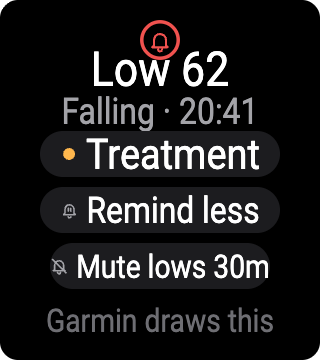 Low 62
Falling · 20:41
Treatment
Remind less
Mute lows 30m
Garmin draws this